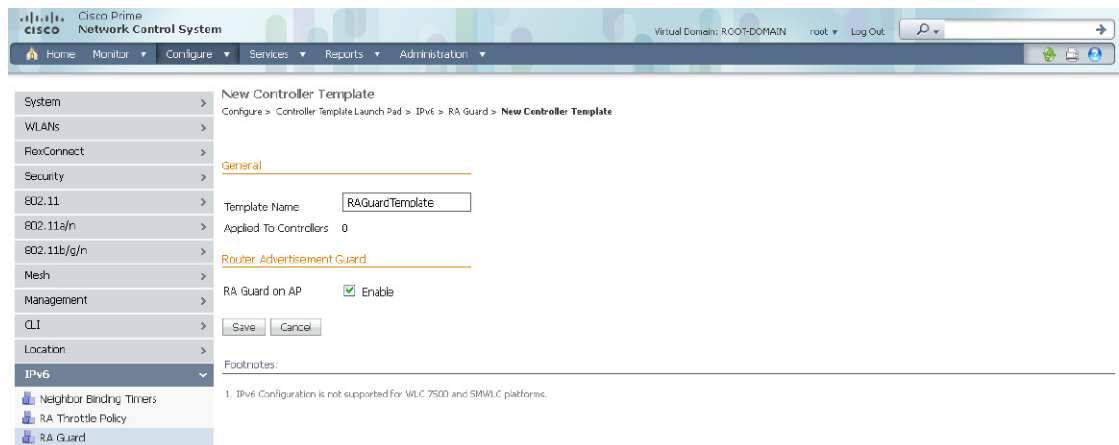 Cisco Prime
CISCO Network Control System
Virtual Domain: ROOT-DOMAIN root Log Out
Home Monitor Configure Services Reports Administration
System
WLANs
FlexConnect
Security
802.11
802.11a/n
802.11b/g/n
Mesh
Management
CLI
Location
IPv6
Neighbor Binding Timers
RA Throttle Policy
RA Guard
New Controller Template
Configure > Controller Template Launch Pad > IPv6 > RA Guard > New Controller Template
General
Template Name RAGuardTemplate
Applied To Controllers 0
Router Advertisement Guard
RA Guard on AP Enable
Save Cancel
Footnotes:
1. IPv6 Configuration is not supported for WLC 7500 and SMWLC platforms.